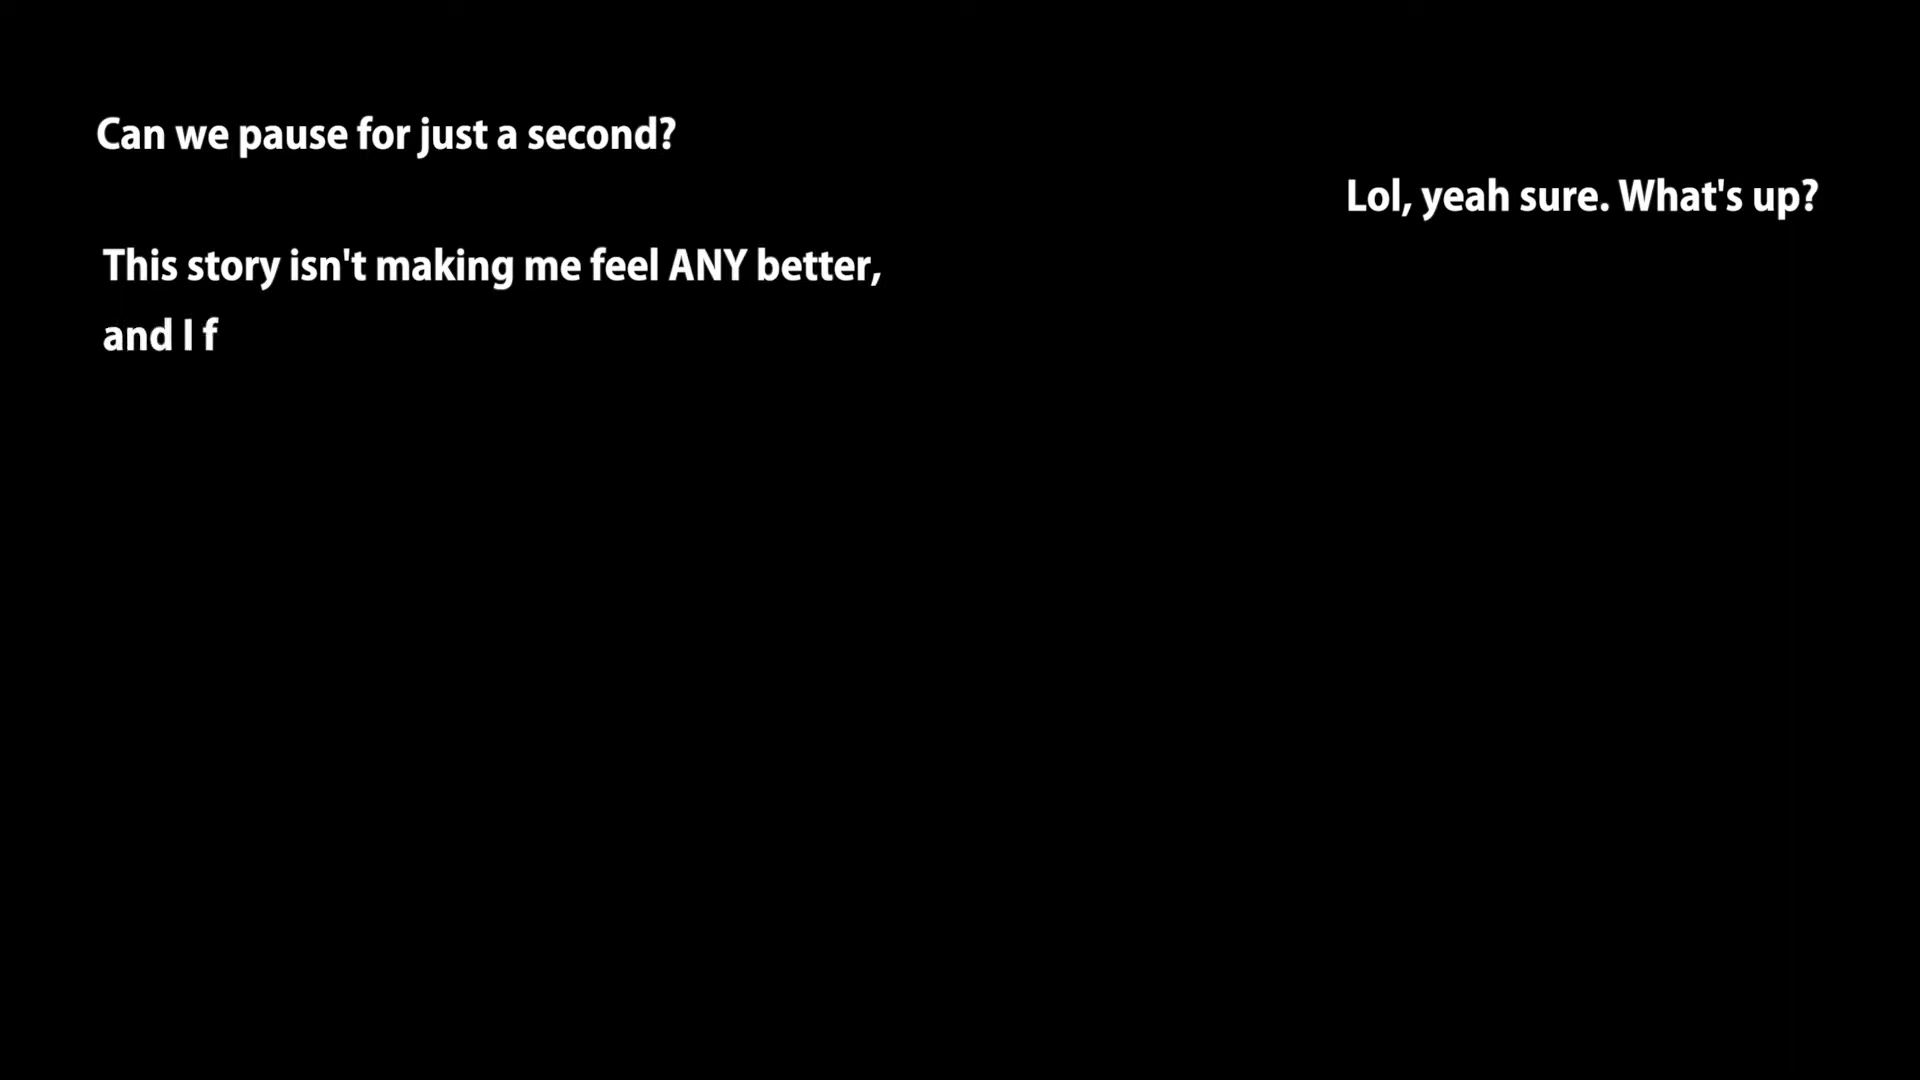 Can we pause for just a second?
Lol, yeah sure. What's up?
This story isn't making me feel ANY better,
and I f